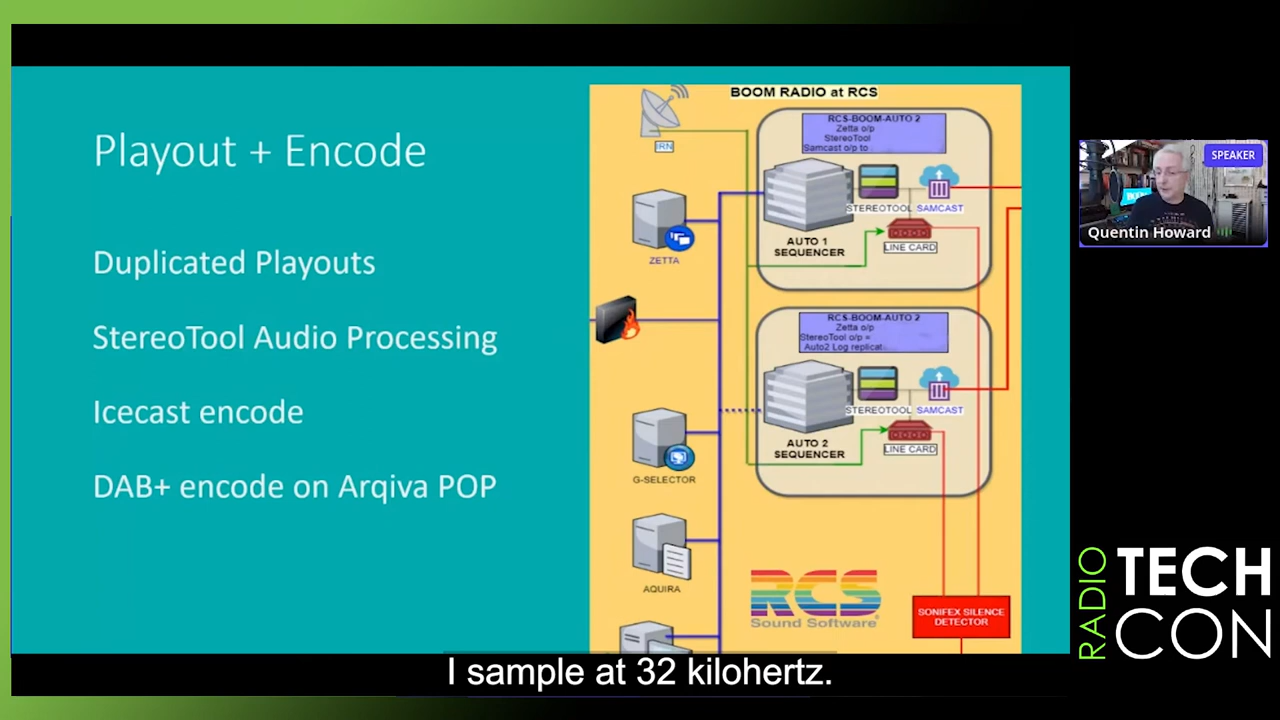 Playout + Encode
Duplicated Playouts
StereoTool Audio Processing
Icecast encode
DAB+ encode on Arqiva POP
BOOM RADIO at RCS
IRN
ZETTA
G-SELECTOR
AQUIRA
RCS-BOOM-AUTO 2
Zetta o/p
StereoTool
Samcast o/p to
STEREOTOOL SAMCAST
AUTO 1
SEQUENCER
LINE CARD
RCS-BOOM-AUTO 2
Zetta o/p
StereoTool o/p =
Auto2 Log replicat
STEREOTOOL SAMCAST
AUTO 2
SEQUENCER
LINE CARD
RCS
Sound Software
SONIFEX SILENCE
DETECTOR
SPEAKER
Quentin Howard
RADIO
TECH
CON
I sample at 32 kilohertz.